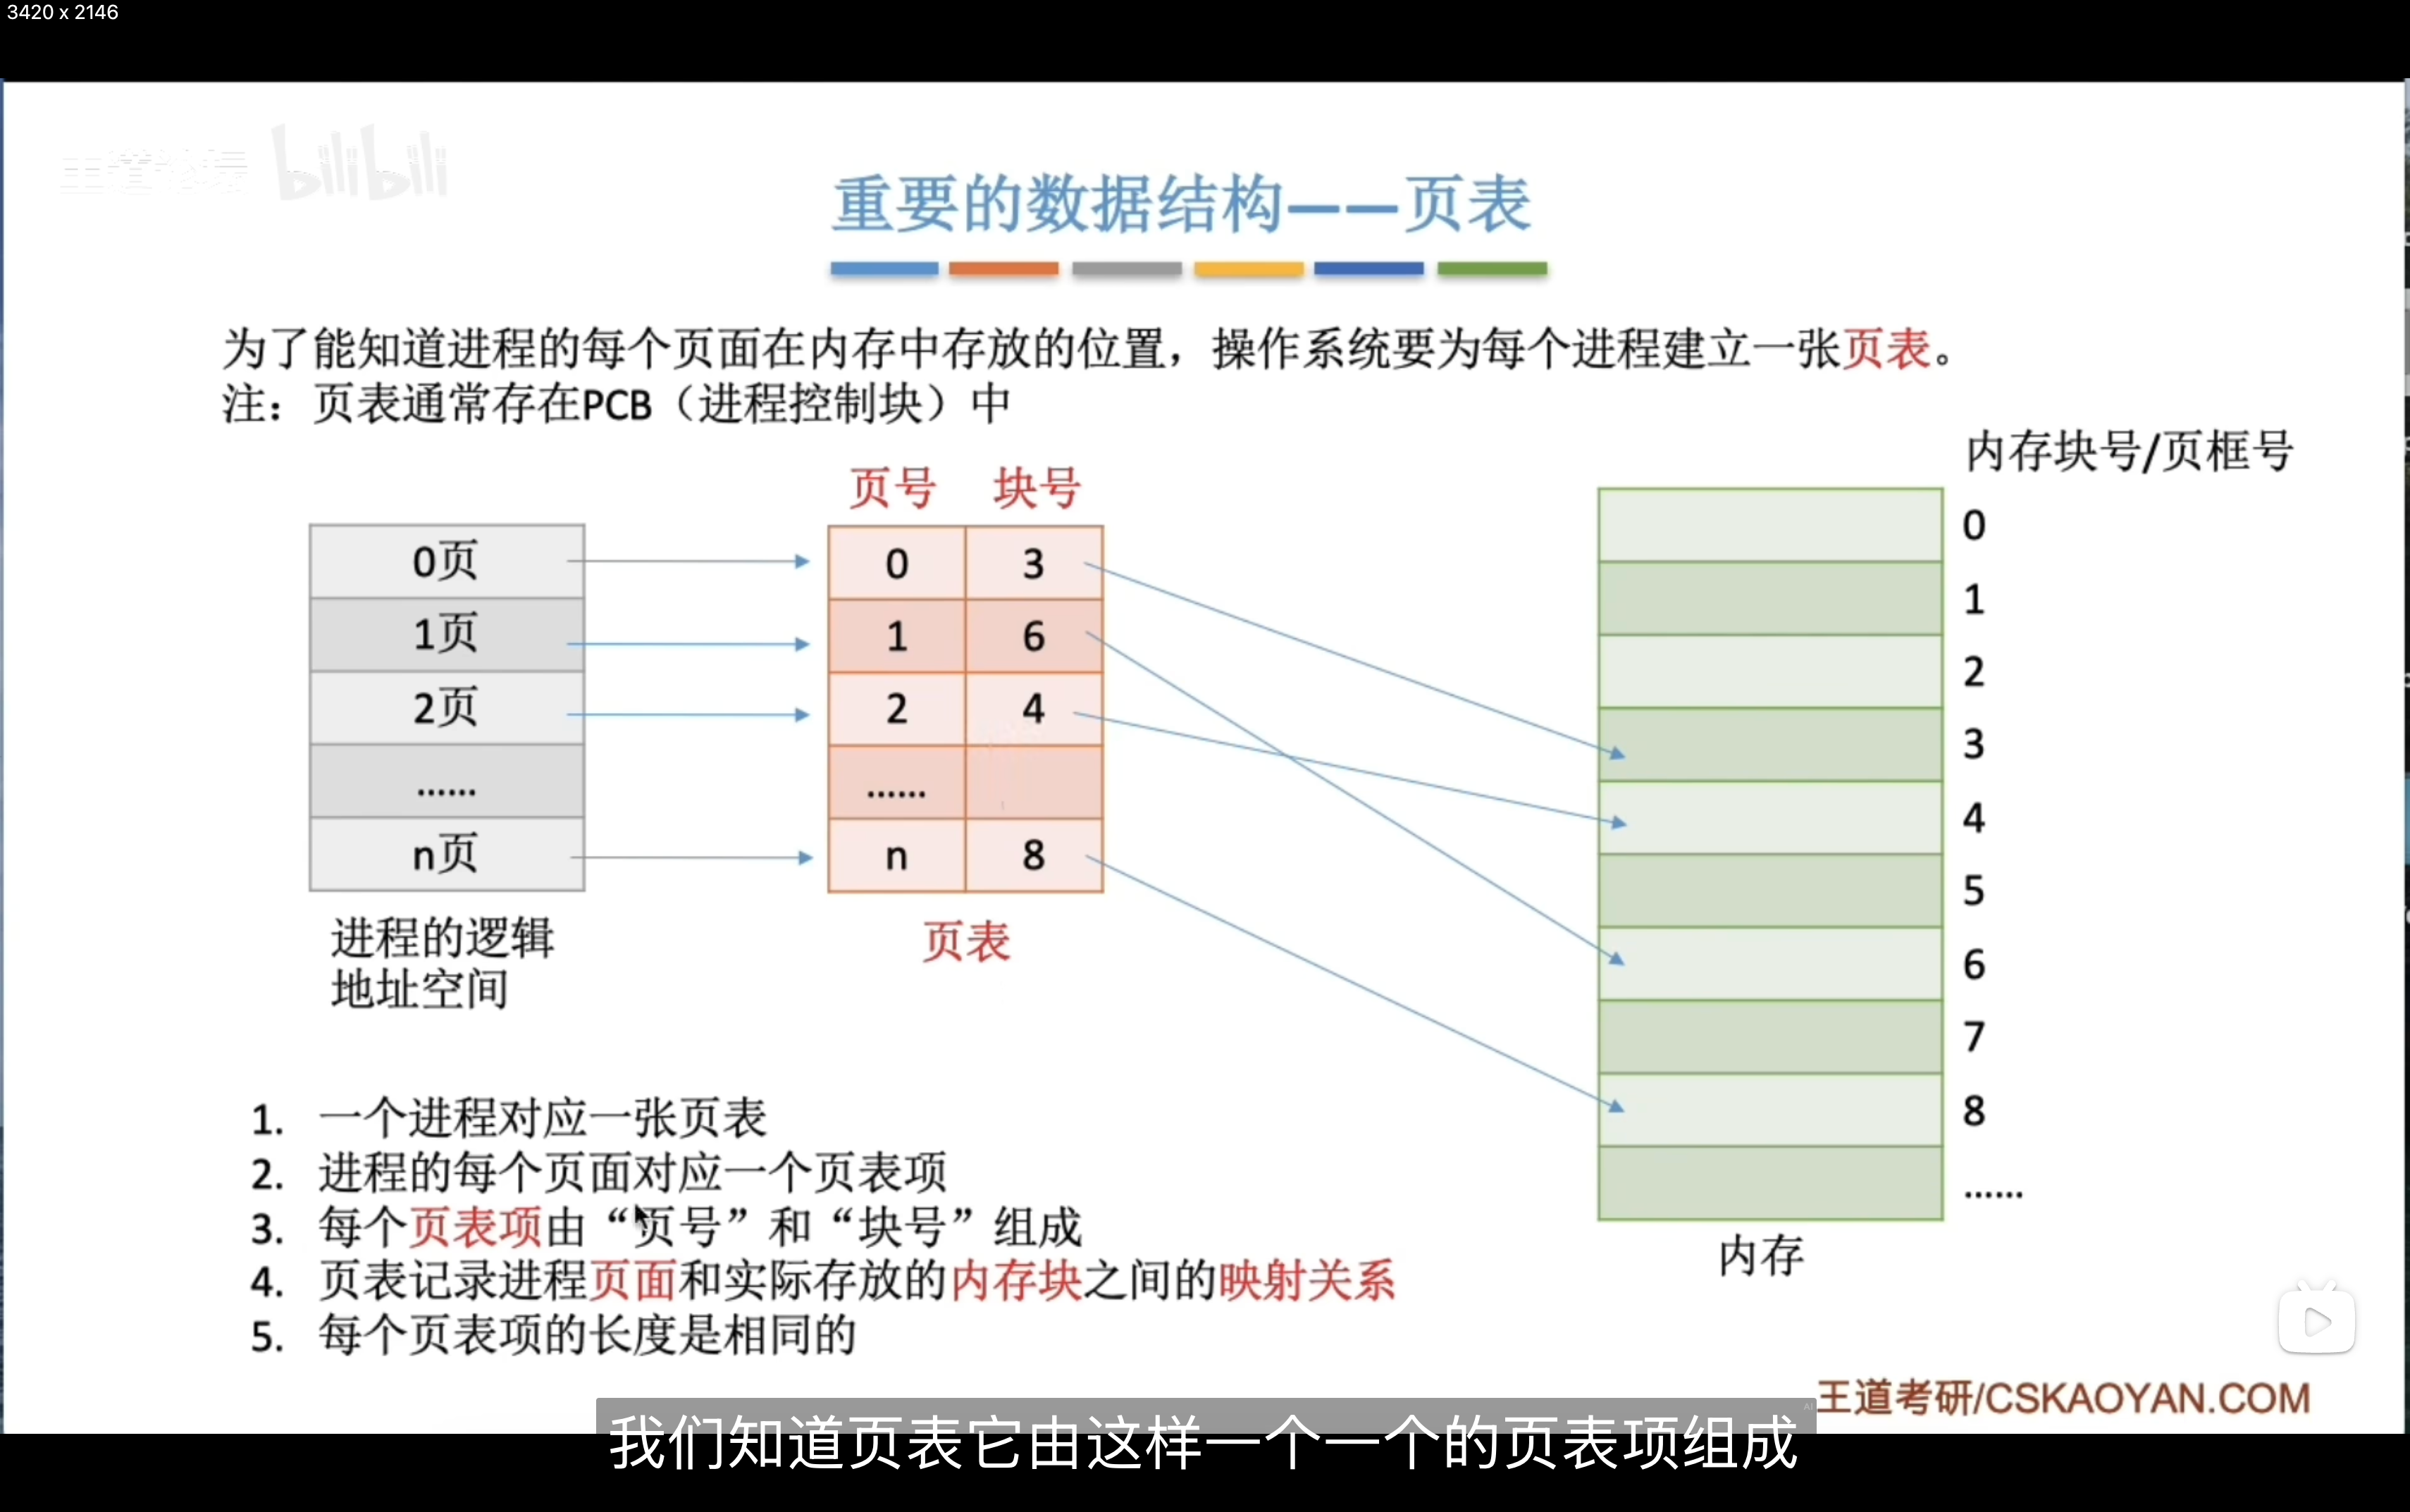 3420 x 2146
bilibili
重要的数据结构——页表
为了能知道进程的每个页面在内存中存放的位置，操作系统要为每个进程建立一张页表。
注：页表通常存在PCB（进程控制块）中
内存块号/页框号
页号 块号
0页
1页
2页
……
n页
进程的逻辑
地址空间
0 3
1 6
2 4
……
n 8
页表
0
1
2
3
4
5
6
7
8
……
内存
1. 一个进程对应一张页表
2. 进程的每个页面对应一个页表项
3. 每个页表项由“页号”和“块号”组成
4. 页表记录进程页面和实际存放的内存块之间的映射关系
5. 每个页表项的长度是相同的
王道考研/CSKAOYAN.COM
我们知道页表它由这样一个一个的页表项组成